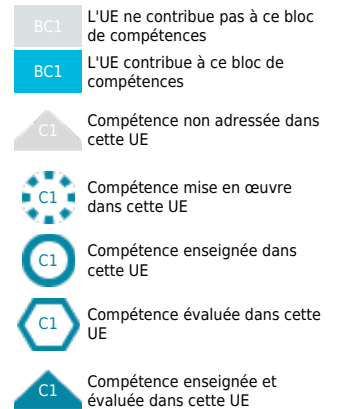 BC1
L'UE ne contribue pas à ce bloc
de compétences
BC1
L'UE contribue à ce bloc de
compétences
C1
Compétence non adressée dans
cette UE
C1
Compétence mise en œuvre
dans cette UE
C1
Compétence enseignée dans
cette UE
C1
Compétence évaluée dans cette
UE
C1
Compétence enseignée et
évaluée dans cette UE